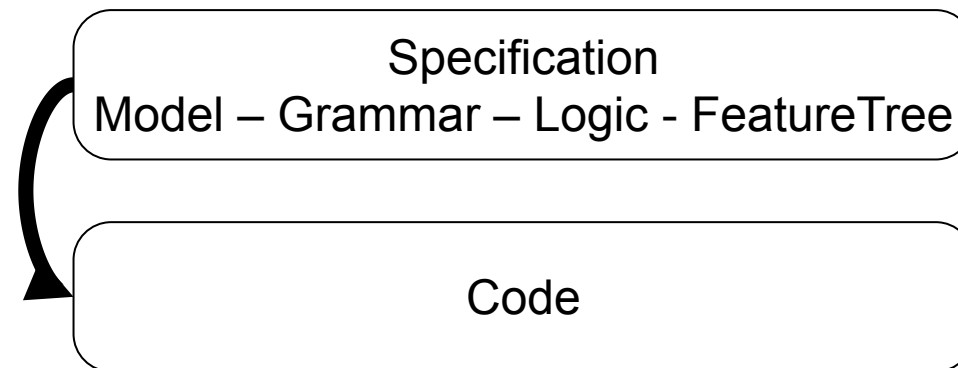 Specification
Model – Grammar – Logic - FeatureTree
Code